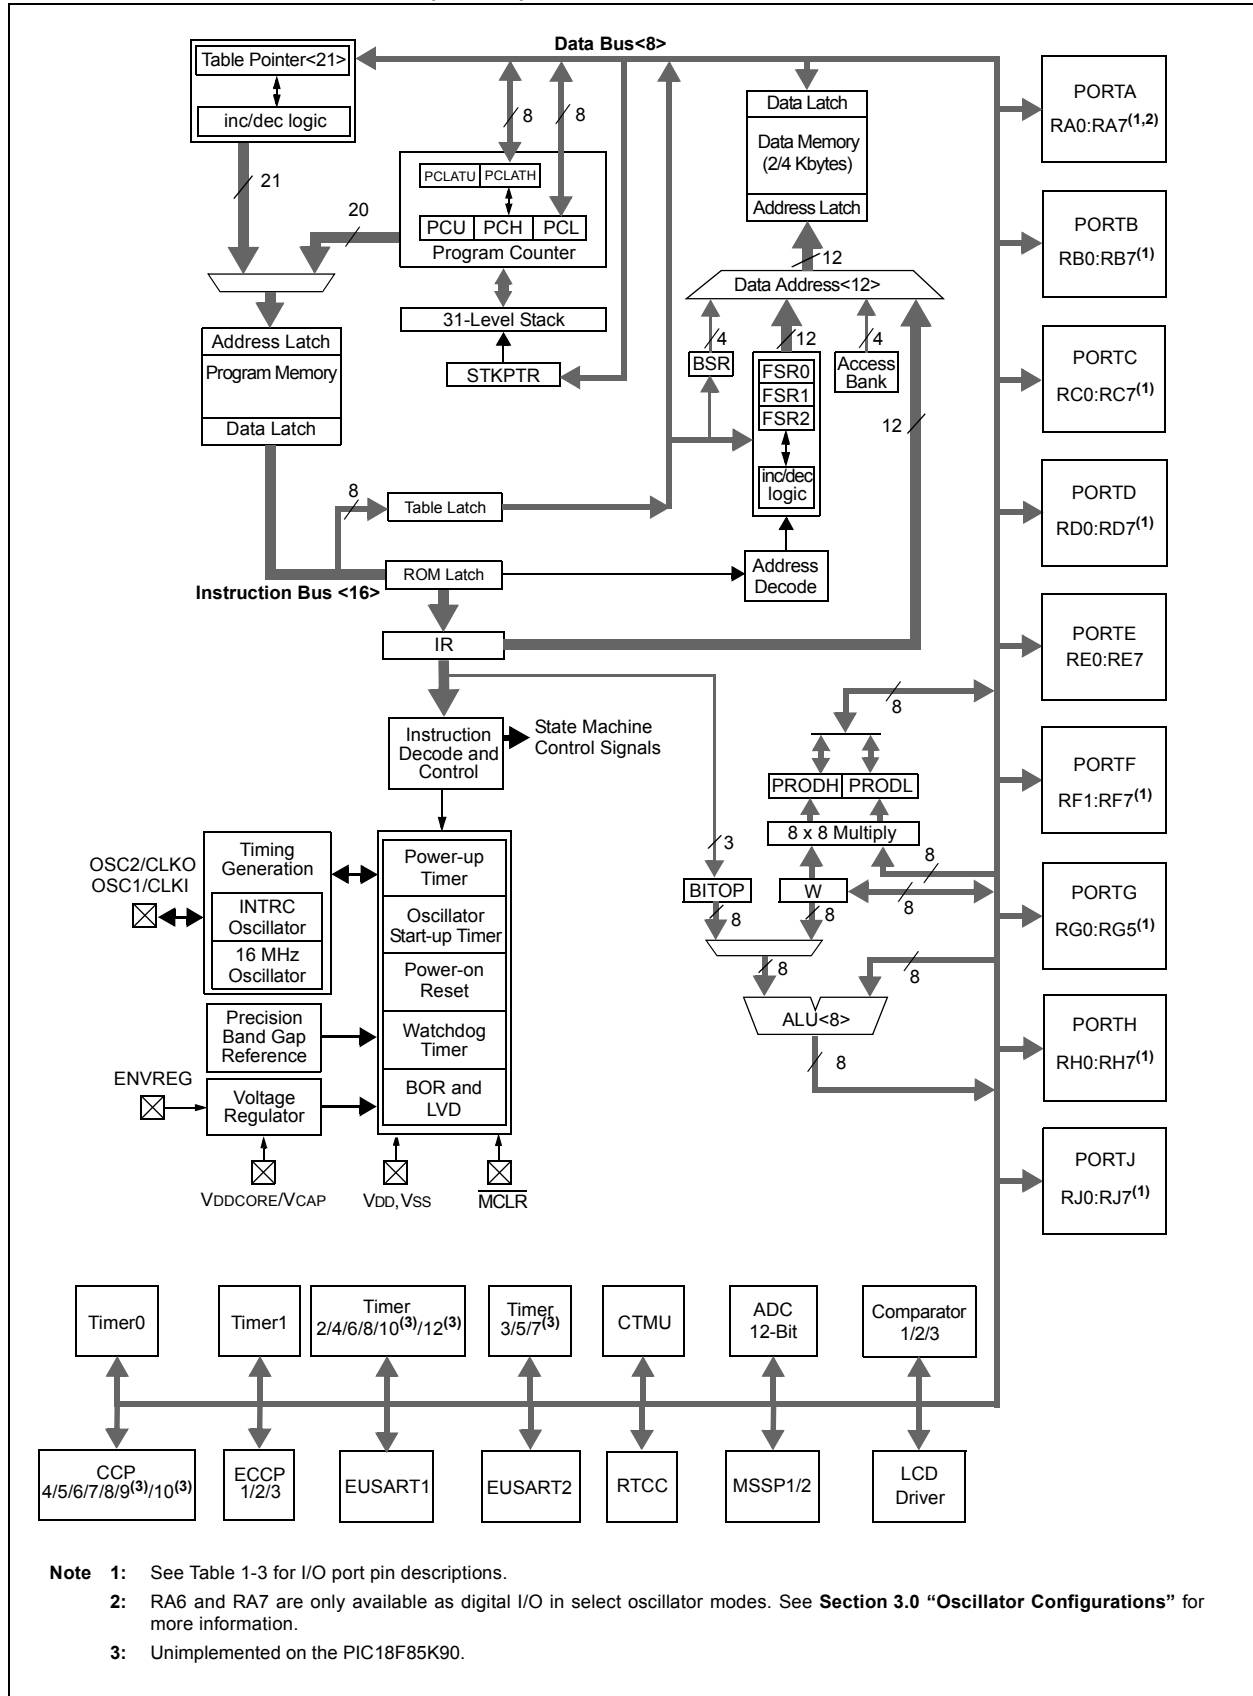 Data Bus<8>
Table Pointer<21>
inc/dec logic
21
20
8
8
PCLATU PCLATH
PCU PCH PCL
Program Counter
31-Level Stack
STKPTR
Address Latch
Program Memory
Data Latch
8
Table Latch
ROM Latch
Instruction Bus <16>
IR
Data Latch
Data Memory
(2/4 Kbytes)
Address Latch
12
Data Address<12>
4
12
4
BSR
FSR0
FSR1
FSR2
inc/dec
logic
Access
Bank
12
Address
Decode
Instruction
Decode and
Control
State Machine
Control Signals
8
PRODH PRODL
8 x 8 Multiply
3
8
BITOP
W
8
8
8
8
8
ALU<8>
8
OSC2/CLKO
OSC1/CLKI
Timing
Generation
INTRC
Oscillator
16 MHz
Oscillator
Precision
Band Gap
Reference
ENVREG
Voltage
Regulator
Power-up
Timer
Oscillator
Start-up Timer
Power-on
Reset
Watchdog
Timer
BOR and
LVD
VDDCORE/VCAP
VDD,VSS
MCLR
PORTA
RA0:RA7(1,2)
PORTB
RB0:RB7(1)
PORTC
RC0:RC7(1)
PORTD
RD0:RD7(1)
PORTE
RE0:RE7
PORTF
RF1:RF7(1)
PORTG
RG0:RG5(1)
PORTH
RH0:RH7(1)
PORTJ
RJ0:RJ7(1)
Timer0
Timer1
Timer
2/4/6/8/10(3)/12(3)
Timer
3/5/7(3)
CTMU
ADC
12-Bit
Comparator
1/2/3
CCP
4/5/6/7/8/9(3)/10(3)
ECCP
1/2/3
EUSART1
EUSART2
RTCC
MSSP1/2
LCD
Driver
Note 1: See Table 1-3 for I/O port pin descriptions.
2: RA6 and RA7 are only available as digital I/O in select oscillator modes. See Section 3.0 “Oscillator Configurations” for
more information.
3: Unimplemented on the PIC18F85K90.